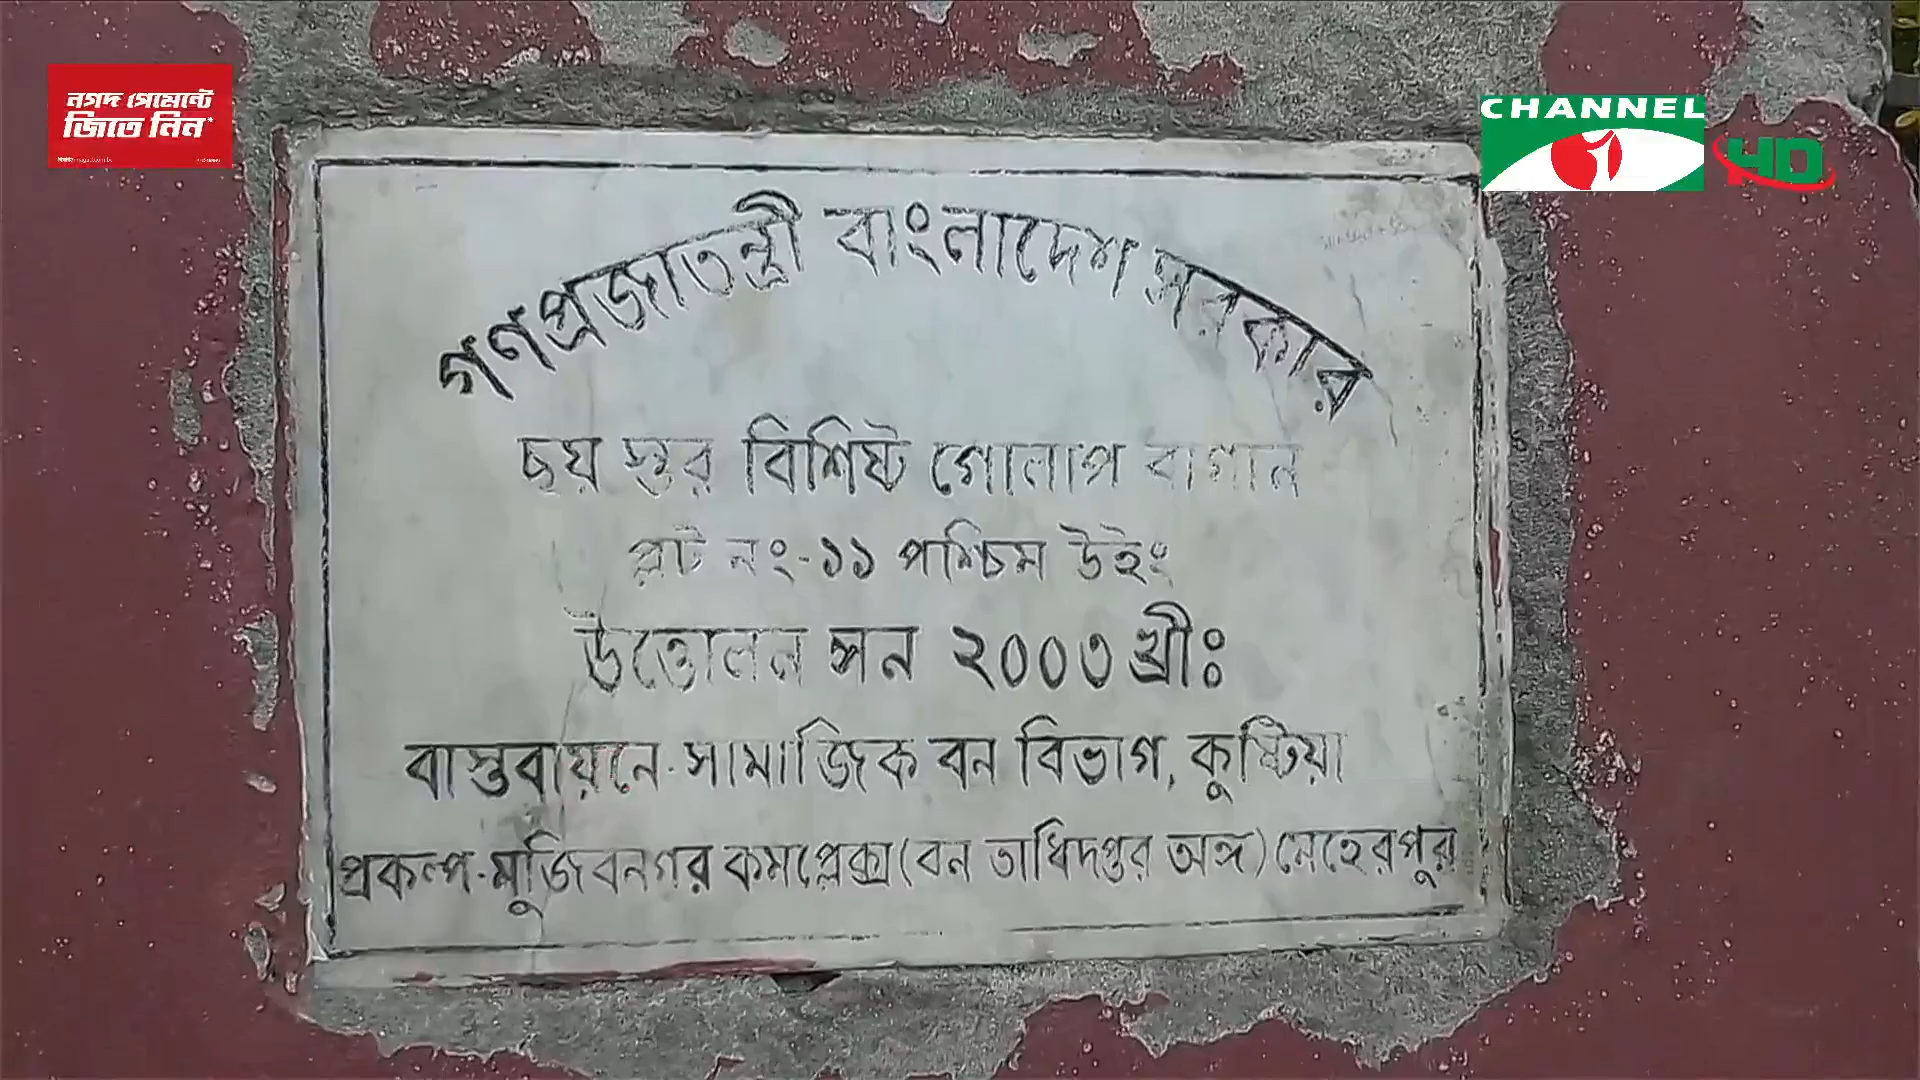 নগদ পেমেন্টে
জিতে নিন*
CHANNEL
HD
গণপ্রজাতন্ত্রী বাংলাদেশ সরকার
ছয় স্তর বিশিষ্ট গোলাপ বাগান
প্লট নং-১১ পশ্চিম উইং
উত্তোলন সন ২০০৩ খ্রীঃ
বাস্তবায়নে-সামাজিক বন বিভাগ, কুষ্টিয়া
প্রকল্প-মুজিবনগর কমপ্লেক্স (বন অধিদপ্তর অঙ্গ) মেহেরপুর